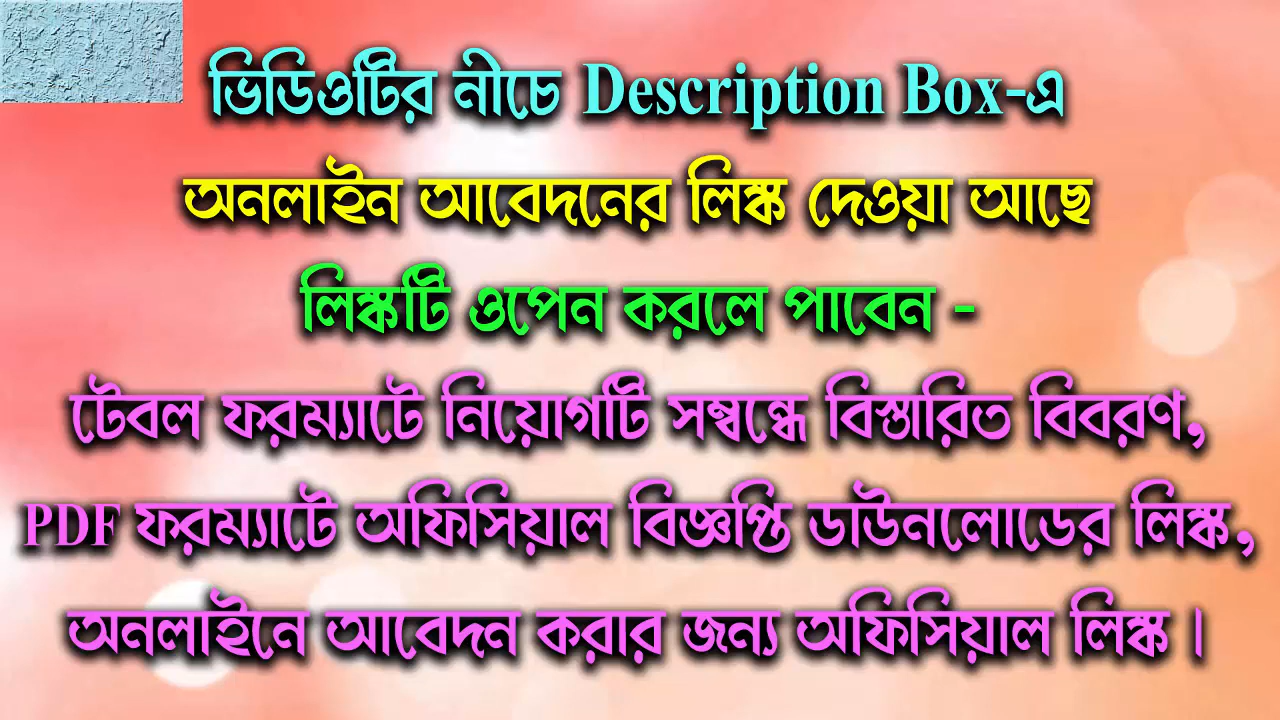 ভিডিওটির নীচে Description Box-এ
অনলাইন আবেদনের লিঙ্ক দেওয়া আছে
লিঙ্কটি ওপেন করলে পাবেন -
টেবল ফরম্যাটে নিয়োগটি সম্বন্ধে বিস্তারিত বিবরণ,
PDF ফরম্যাটে অফিসিয়াল বিজ্ঞপ্তি ডাউনলোডের লিঙ্ক,
অনলাইনে আবেদন করার জন্য অফিসিয়াল লিঙ্ক।